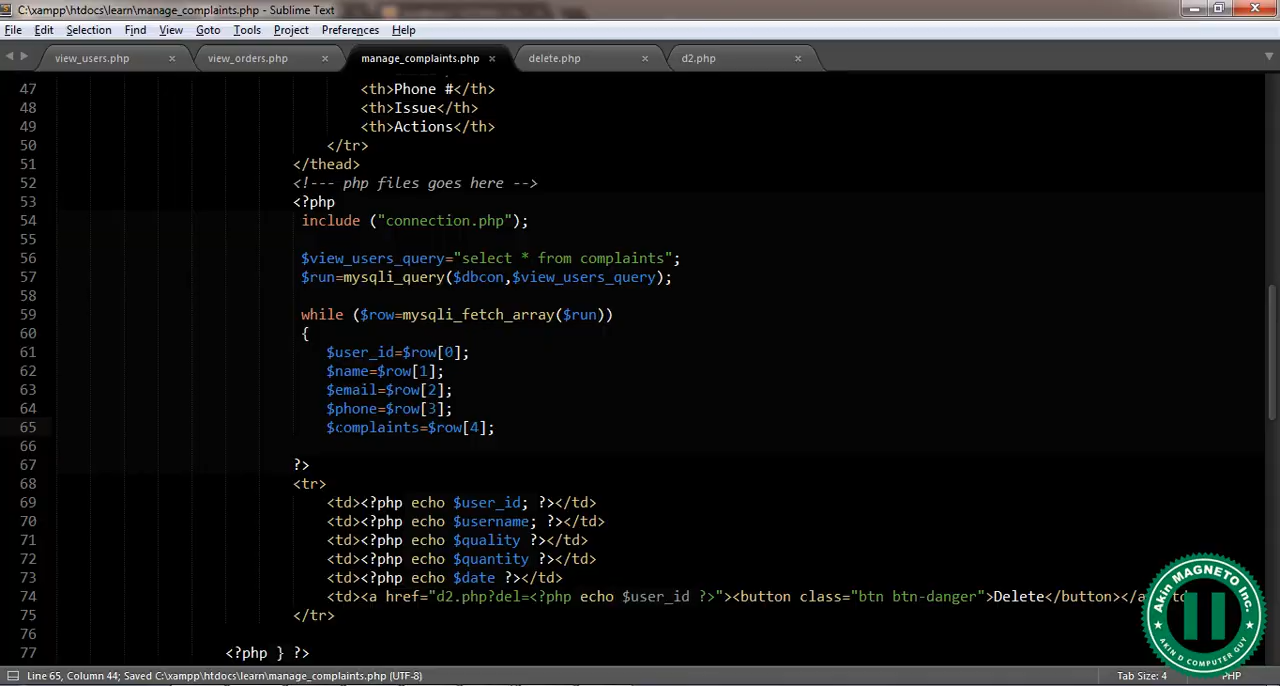 C:\xampp\htdocs\learn\manage_complaints.php - Sublime Text
File Edit Selection Find View Goto Tools Project Preferences Help
view_users.php × view_orders.php × manage_complaints.php × delete.php × d2.php ×
47 <th>Phone #</th>
48 <th>Issue</th>
49 <th>Actions</th>
50 </tr>
51 </thead>
52 <!--- php files goes here -->
53 <?php
54 include ("connection.php");
55
56 $view_users_query="select * from complaints";
57 $run=mysqli_query($dbcon,$view_users_query);
58
59 while ($row=mysqli_fetch_array($run))
60 {
61 $user_id=$row[0];
62 $name=$row[1];
63 $email=$row[2];
64 $phone=$row[3];
65 $complaints=$row[4];
66
67 ?>
68 <tr>
69 <td><?php echo $user_id; ?></td>
70 <td><?php echo $username; ?></td>
71 <td><?php echo $quality ?></td>
72 <td><?php echo $quantity ?></td>
73 <td><?php echo $date ?></td>
74 <td><a href="d2.php?del=<?php echo $user_id ?>"><button class="btn btn-danger">Delete</button></a
75 </tr>
76
77 <?php } ?>
Akin MAGNETO Inc.
AKIN D COMPUTER GUY
Line 65, Column 44; Saved C:\xampp\htdocs\learn\manage_complaints.php (UTF-8) Tab Size: 4 PHP